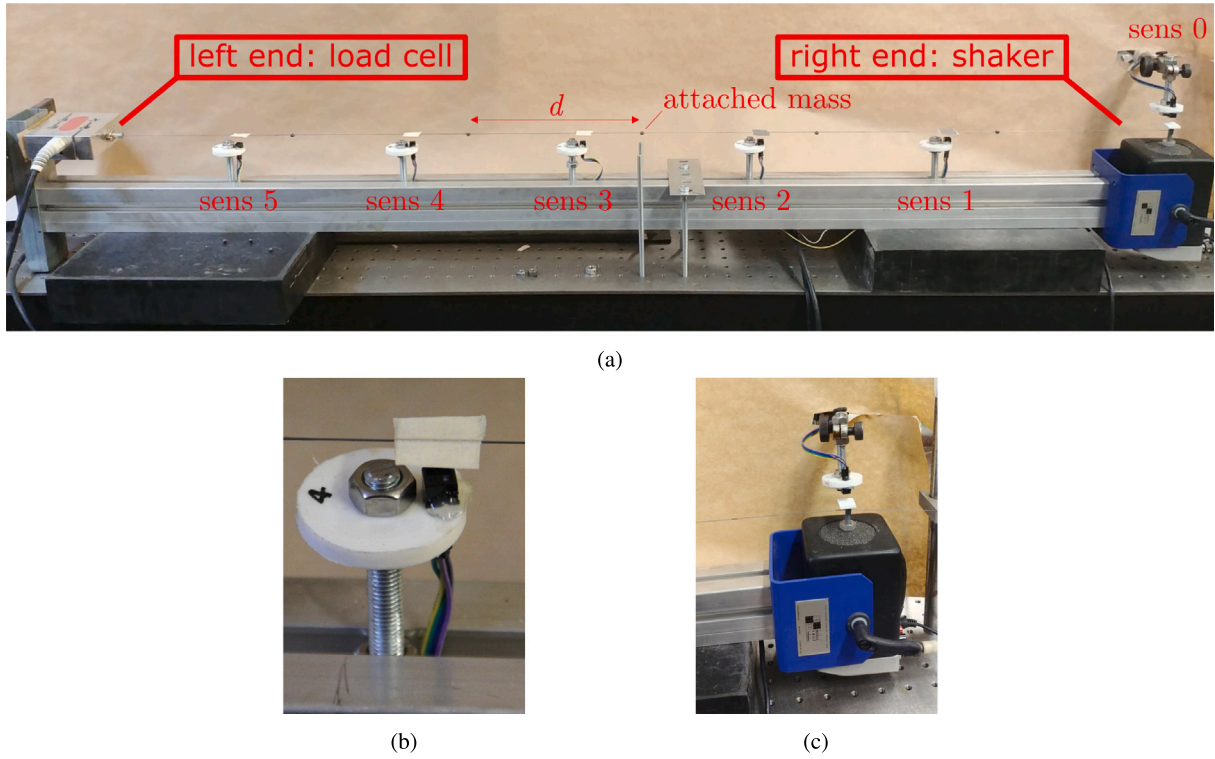 sens 0
left end: load cell
right end: shaker
d
attached mass
sens 5
sens 4
sens 3
sens 2
sens 1
(a)
4
(b)
(c)